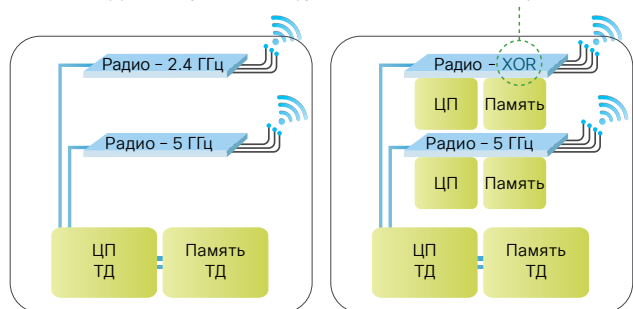 Радио – 2.4 ГГц
Радио – 5 ГГц
ЦП
ТД
Память
ТД
Радио – XOR
ЦП
Память
Радио – 5 ГГц
ЦП
Память
ЦП
ТД
Память
ТД